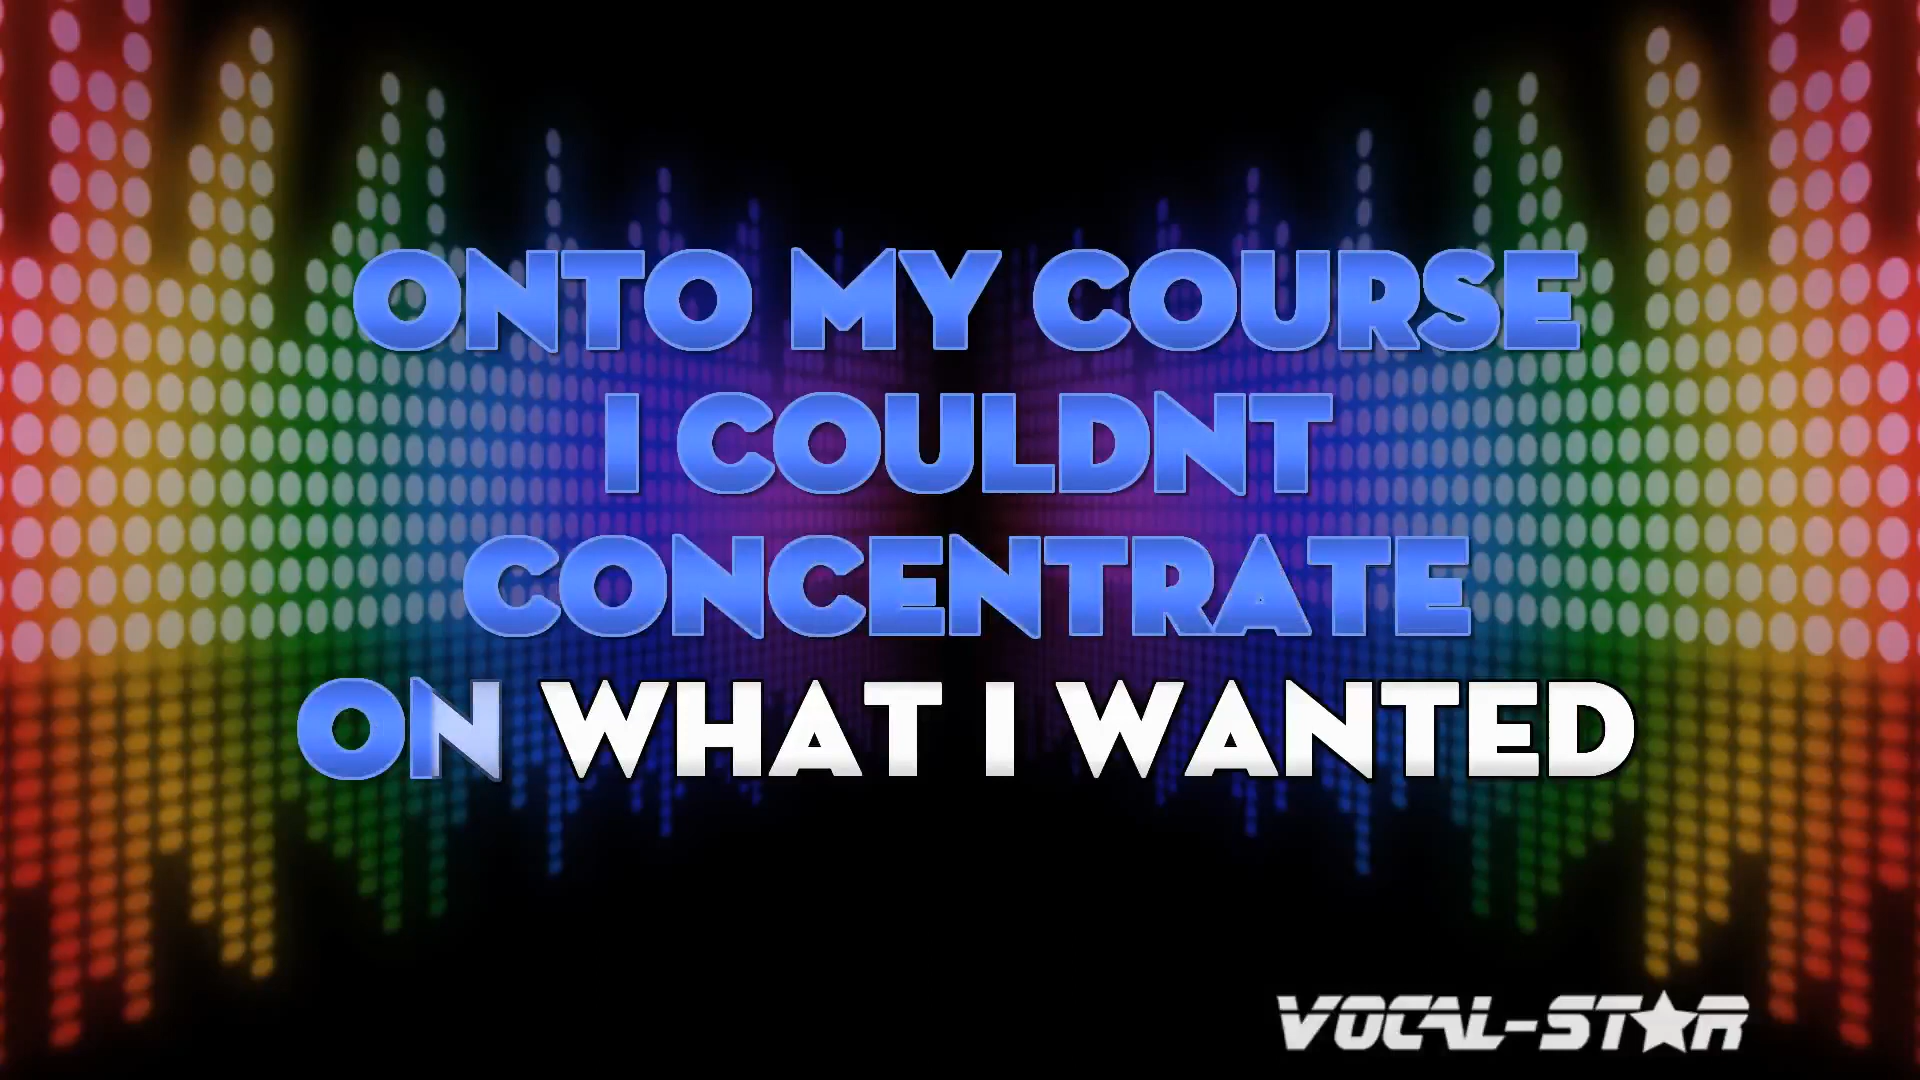 ONTO MY COURSE
I COULDNT
CONCENTRATE
ON WHAT I WANTED
VOCAL-STAR